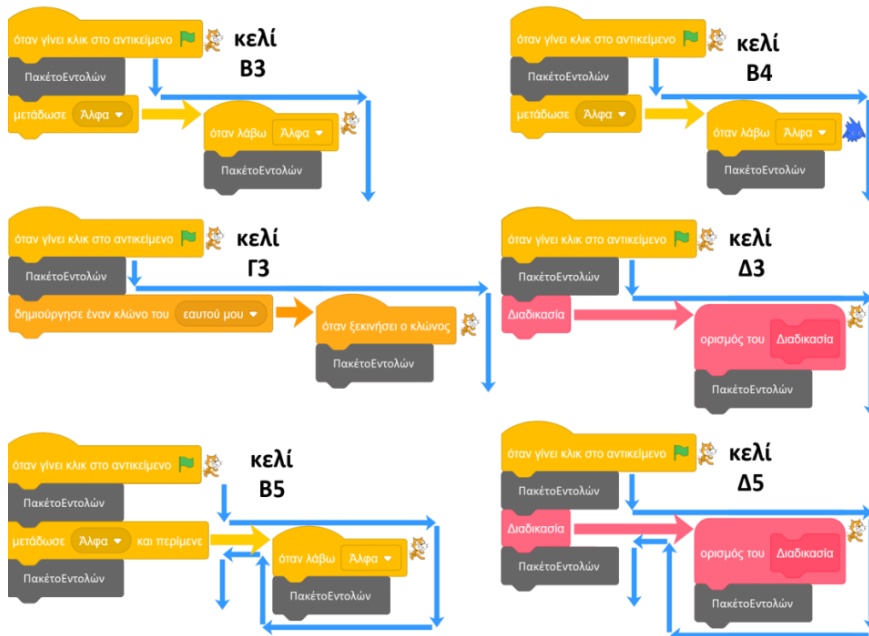 όταν γίνει κλικ στο αντικείμενο
κελί
Β3
ΠακέτοΕντολών
μετάδωσε Άλφα
όταν λάβω Άλφα
ΠακέτοΕντολών
όταν γίνει κλικ στο αντικείμενο
κελί
Β4
ΠακέτοΕντολών
μετάδωσε Άλφα
όταν λάβω Άλφα
ΠακέτοΕντολών
όταν γίνει κλικ στο αντικείμενο
κελί
Γ3
ΠακέτοΕντολών
δημιούργησε έναν κλώνο του εαυτού μου
όταν ξεκινήσει ο κλώνος
ΠακέτοΕντολών
όταν γίνει κλικ στο αντικείμενο
κελί
Δ3
ΠακέτοΕντολών
Διαδικασία
ορισμός του Διαδικασία
ΠακέτοΕντολών
όταν γίνει κλικ στο αντικείμενο
κελί
Β5
ΠακέτοΕντολών
μετάδωσε Άλφα και περίμενε
όταν λάβω Άλφα
ΠακέτοΕντολών
ΠακέτοΕντολών
όταν γίνει κλικ στο αντικείμενο
κελί
Δ5
ΠακέτοΕντολών
Διαδικασία
ορισμός του Διαδικασία
ΠακέτοΕντολών
ΠακέτοΕντολών